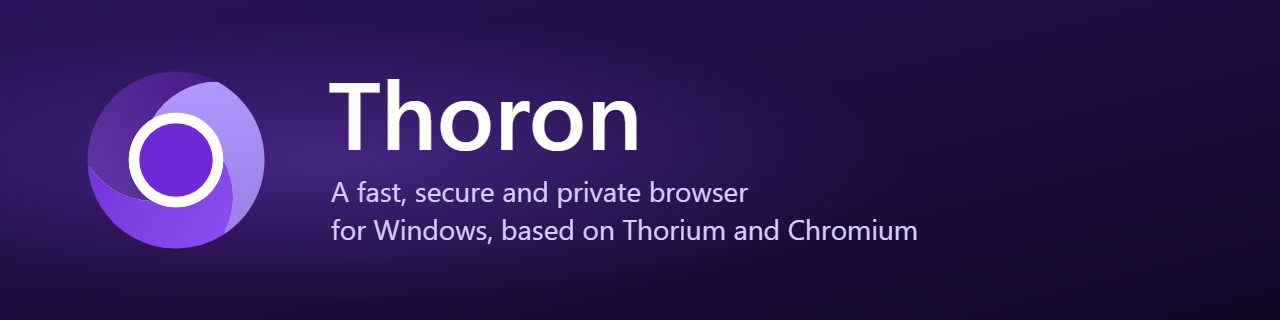 Thoron
A fast, secure and private browser
for Windows, based on Thorium and Chromium